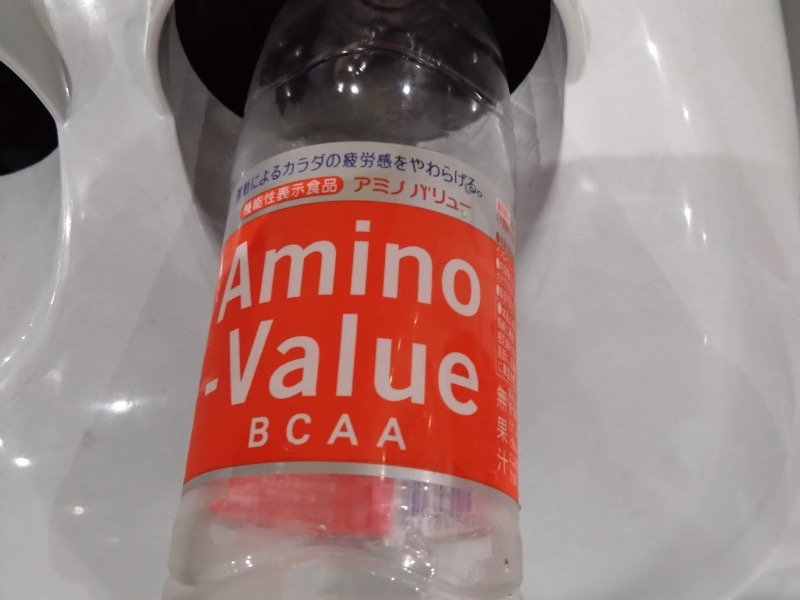 運動によるカラダの疲労感をやわらげる。
機能性表示食品 アミノバリュー
Amino
-Value
BCAA
無果汁